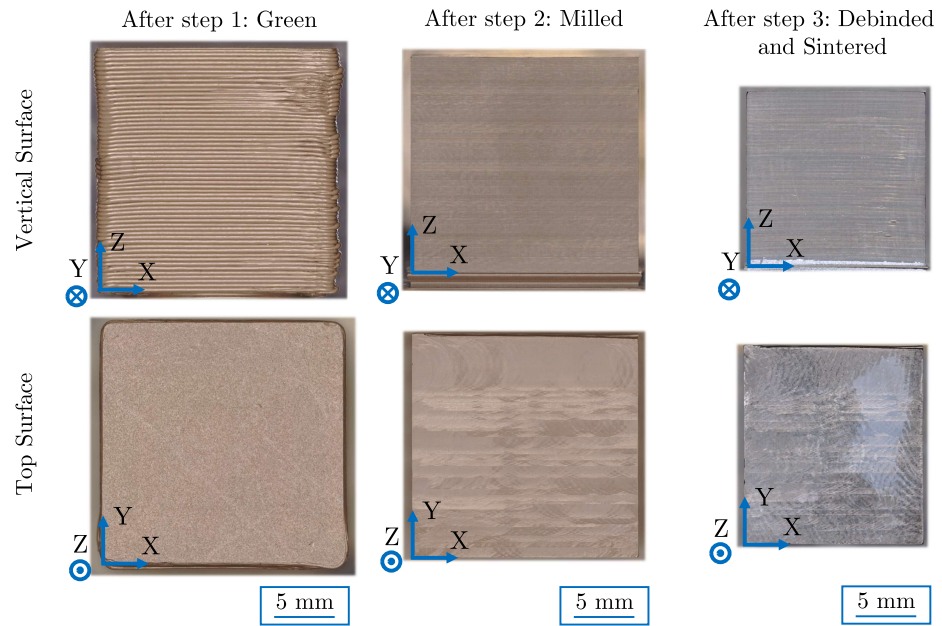 After step 1: Green
After step 2: Milled
After step 3: Debinded
and Sintered
Vertical Surface
Z
Y
X
Z
Y
X
Z
Y
X
Top Surface
Y
Z
X
Y
Z
X
Y
Z
X
5 mm
5 mm
5 mm